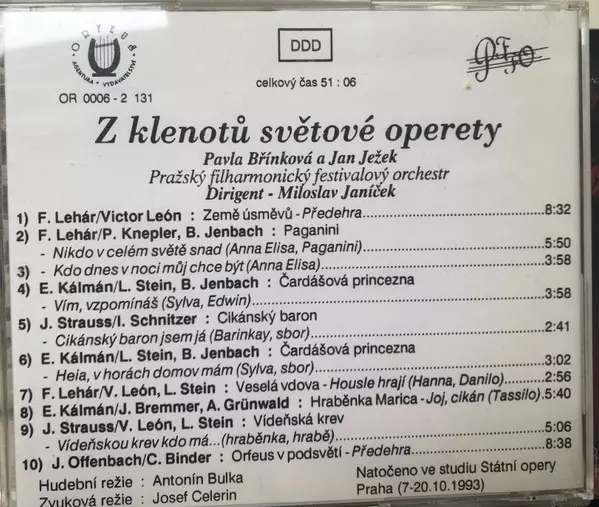 ORFEUS
AGENTURA - VYDAVATELSTVÍ
DDD
PFFO
OR 0006 - 2 131
celkový čas 51 : 06
Z klenotů světové operety
Pavla Břínková a Jan Ježek
Pražský filharmonický festivalový orchestr
Dirigent - Miloslav Janíček
1) F. Lehár/Victor León : Země úsměvů - Předehra 8:32
2) F. Lehár/P. Knepler, B. Jenbach : Paganini
- Nikdo v celém světě snad (Anna Elisa, Paganini) 5:50
3) - Kdo dnes v noci můj chce být (Anna Elisa) 3:58
4) E. Kálmán/L. Stein, B. Jenbach : Čardášová princezna
- Vím, vzpomínáš (Sylva, Edwin) 3:58
5) J. Strauss/I. Schnitzer : Cikánský baron
- Cikánský baron jsem já (Barinkay, sbor) 2:41
6) E. Kálmán/L. Stein, B. Jenbach : Čardášová princezna
- Heia, v horách domov mám (Sylva, sbor) 3:02
7) F. Lehár/V. León, L. Stein : Veselá vdova - Housle hrají (Hanna, Danilo) 2:56
8) E. Kálmán/J. Bremmer, A. Grünwald : Hraběnka Marica - Joj, cikán (Tassilo) 5:40
9) J. Strauss/V. León, L. Stein : Vídeňská krev
- Vídeňskou krev kdo má...(hraběnka, hrabě) 5:06
10) J. Offenbach/C. Binder : Orfeus v podsvětí - Předehra 8:38
Hudební režie : Antonín Bulka
Zvuková režie : Josef Celerin
Natočeno ve studiu Státní opery
Praha (7-20.10.1993)